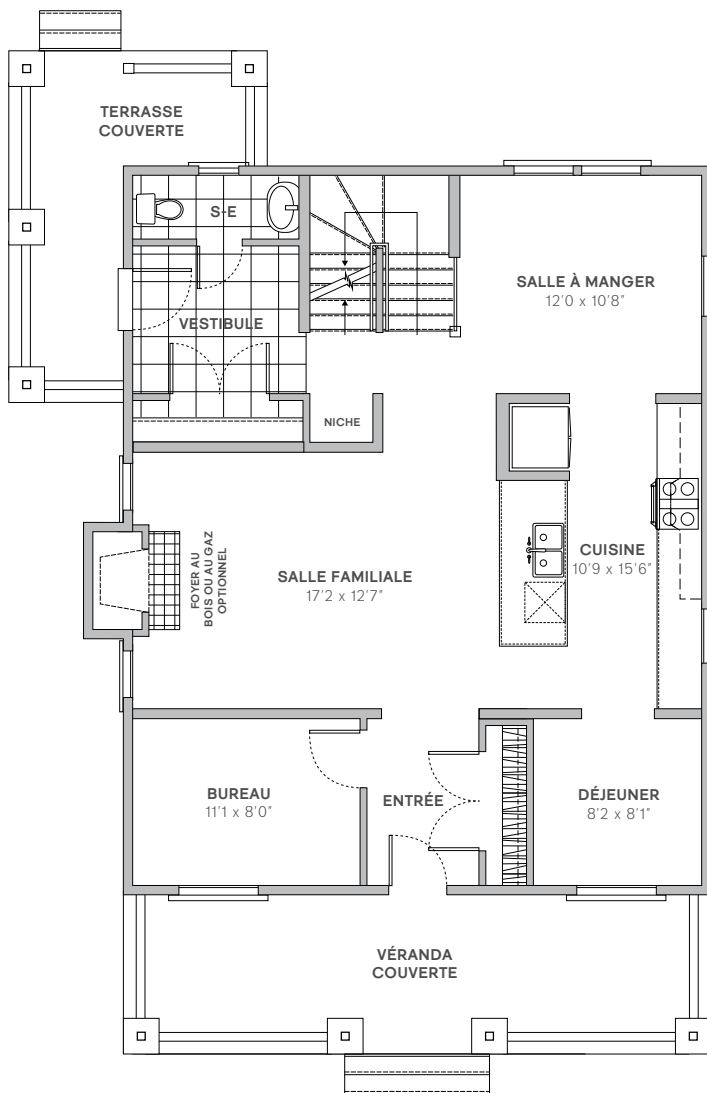 TERRASSE
COUVERTE
S-E
VESTIBULE
SALLE À MANGER
12'0 x 10'8"
NICHE
FOYER AU
BOIS OU AU GAZ
OPTIONNEL
SALLE FAMILIALE
17'2 x 12'7"
CUISINE
10'9 x 15'6"
BUREAU
11'1 x 8'0"
ENTRÉE
DÉJEUNER
8'2 x 8'1"
VÉRANDA
COUVERTE